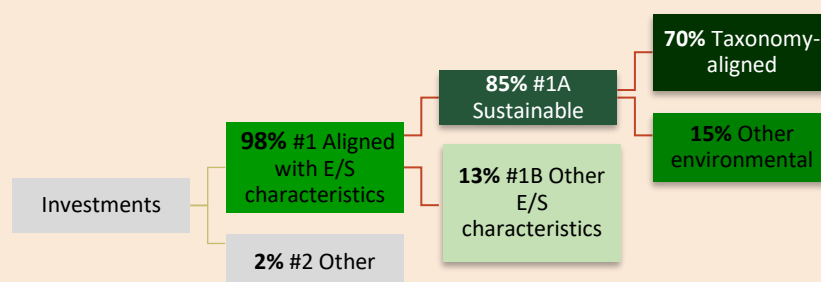 Investments
98% #1 Aligned
with E/S
characteristics
2% #2 Other
85% #1A
Sustainable
13% #1B Other
E/S
characteristics
70% Taxonomy-
aligned
15% Other
environmental